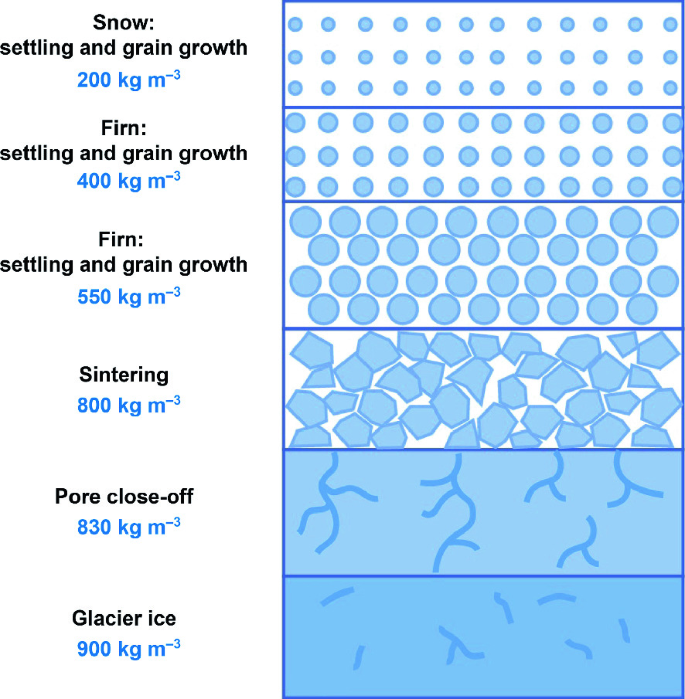 Snow:
settling and grain growth
200 kg m⁻³
Firn:
settling and grain growth
400 kg m⁻³
Firn:
settling and grain growth
550 kg m⁻³
Sintering
800 kg m⁻³
Pore close-off
830 kg m⁻³
Glacier ice
900 kg m⁻³